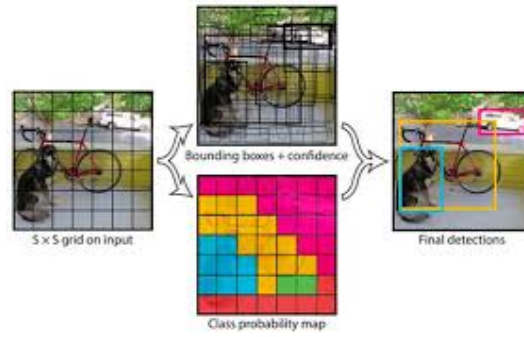 Bounding boxes + confidence
S × S grid on input
Final detections
Class probability map